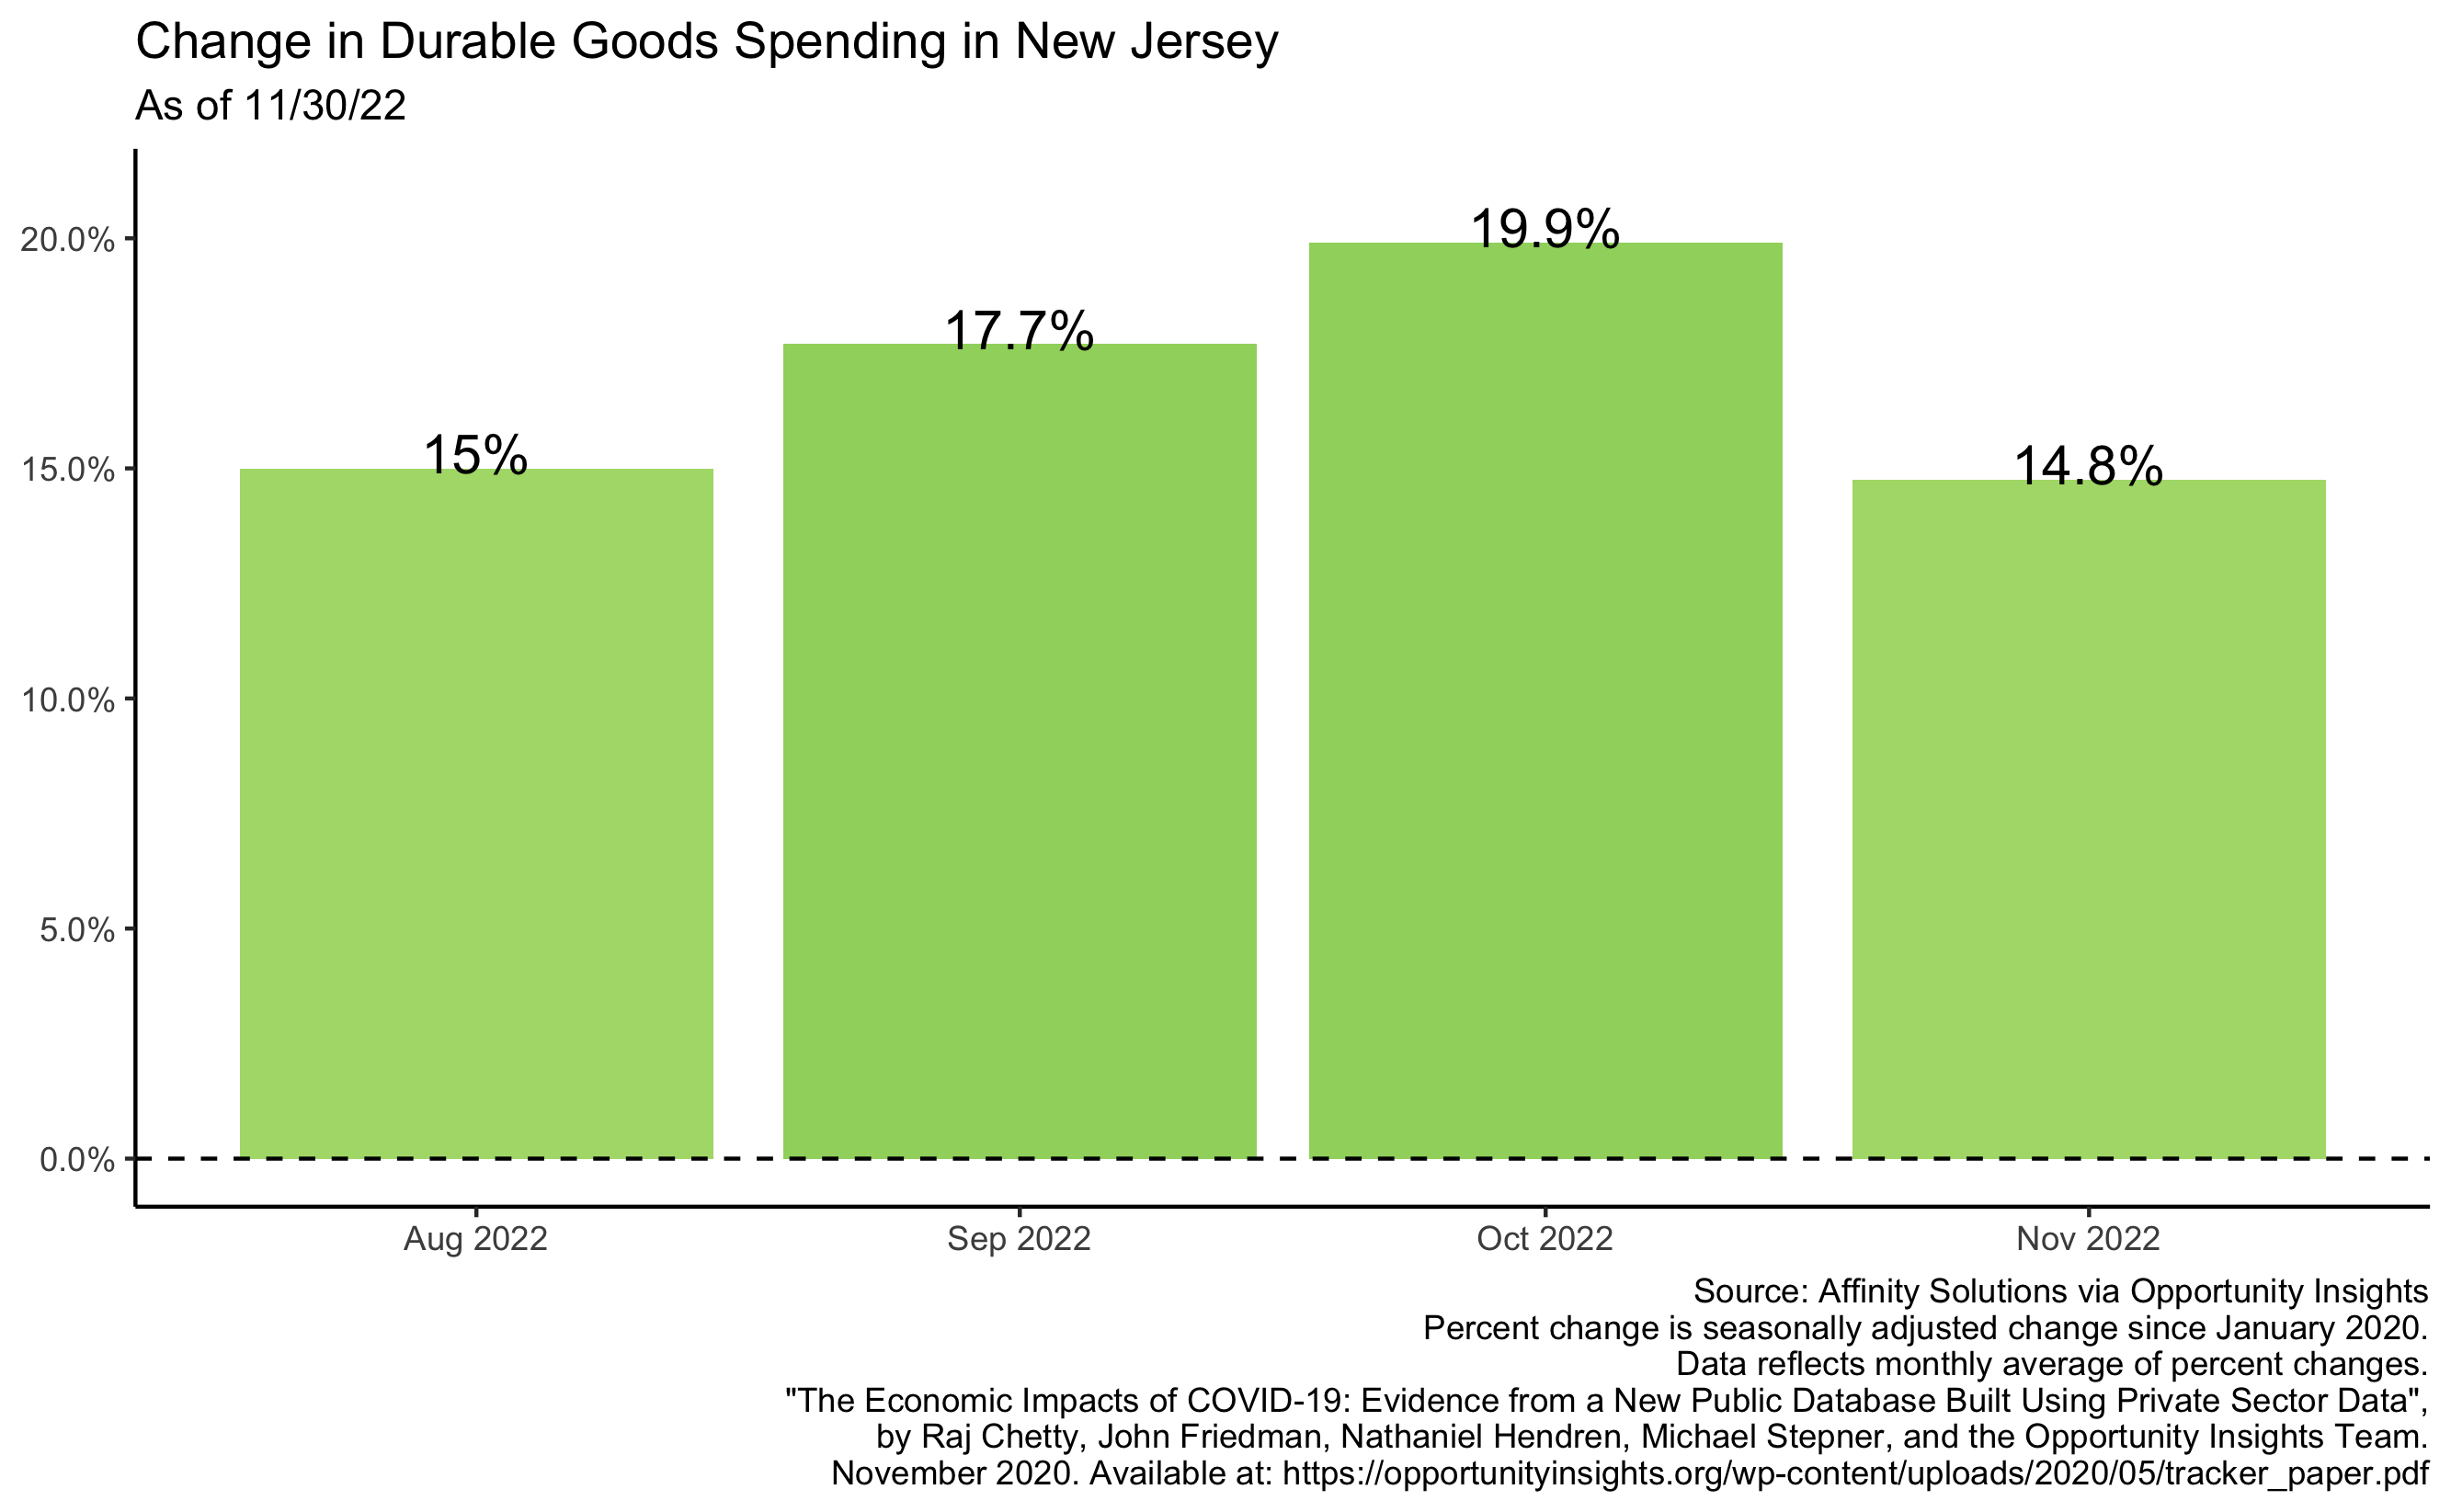 Change in Durable Goods Spending in New Jersey
As of 11/30/22
20.0%
15.0%
10.0%
5.0%
0.0%
15%
17.7%
19.9%
14.8%
Aug 2022
Sep 2022
Oct 2022
Nov 2022
Source: Affinity Solutions via Opportunity Insights
Percent change is seasonally adjusted change since January 2020.
Data reflects monthly average of percent changes.
"The Economic Impacts of COVID-19: Evidence from a New Public Database Built Using Private Sector Data",
by Raj Chetty, John Friedman, Nathaniel Hendren, Michael Stepner, and the Opportunity Insights Team.
November 2020. Available at: https://opportunityinsights.org/wp-content/uploads/2020/05/tracker_paper.pdf